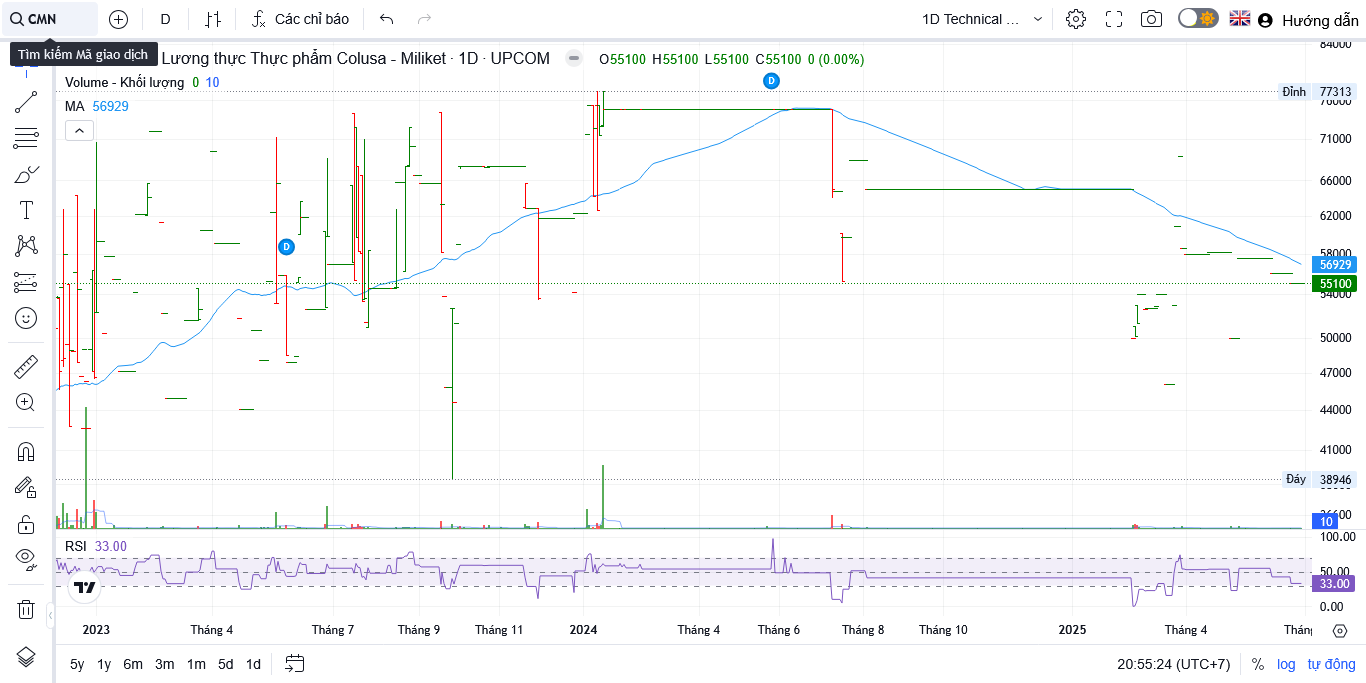 CMN
D
Các chỉ báo
1D Technical ...
Hướng dẫn
Tìm kiếm Mã giao dịch
Lương thực Thực phẩm Colusa - Miliket · 1D · UPCOM
O55100 H55100 L55100 C55100 0 (0.00%)
Volume - Khối lượng 0 10
MA 56929
D
D
84000
Đỉnh 77313
76000
71000
66000
62000
58000
56929
55100
54000
50000
47000
44000
41000
Đáy 38946
36600
10
RSI 33.00
100.00
50.00
33.00
0.00
2023 Tháng 4 Tháng 7 Tháng 9 Tháng 11 2024 Tháng 4 Tháng 6 Tháng 8 Tháng 10 2025 Tháng 4 Thán
5y 1y 6m 3m 1m 5d 1d
20:55:24 (UTC+7) % log tự động